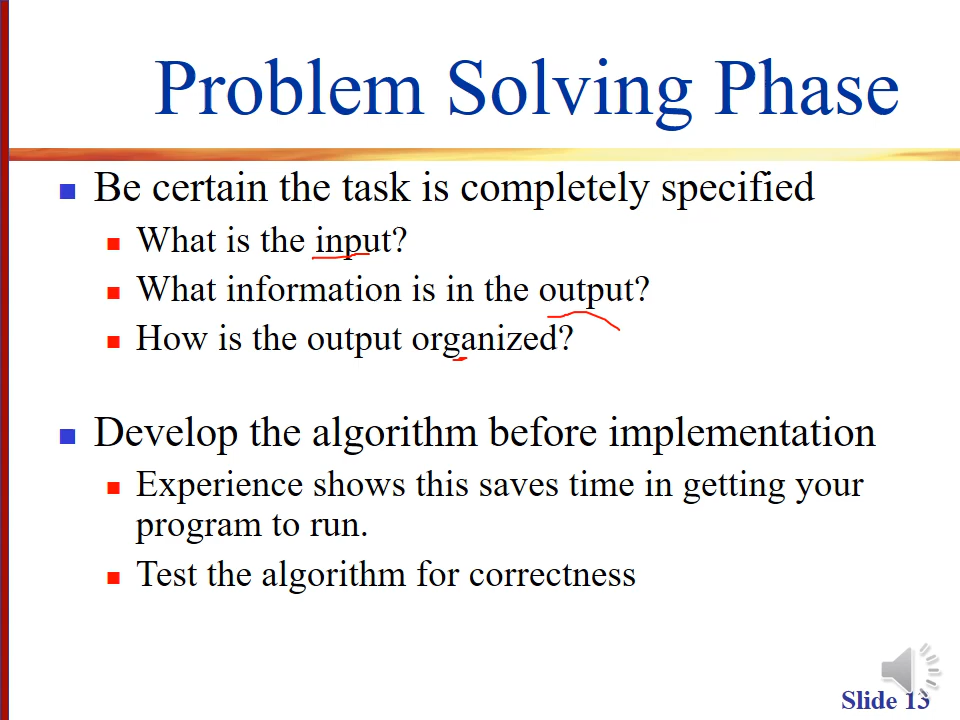 Problem Solving Phase
Be certain the task is completely specified
What is the input?
What information is in the output?
How is the output organized?
Develop the algorithm before implementation
Experience shows this saves time in getting your
program to run.
Test the algorithm for correctness
Slide 13